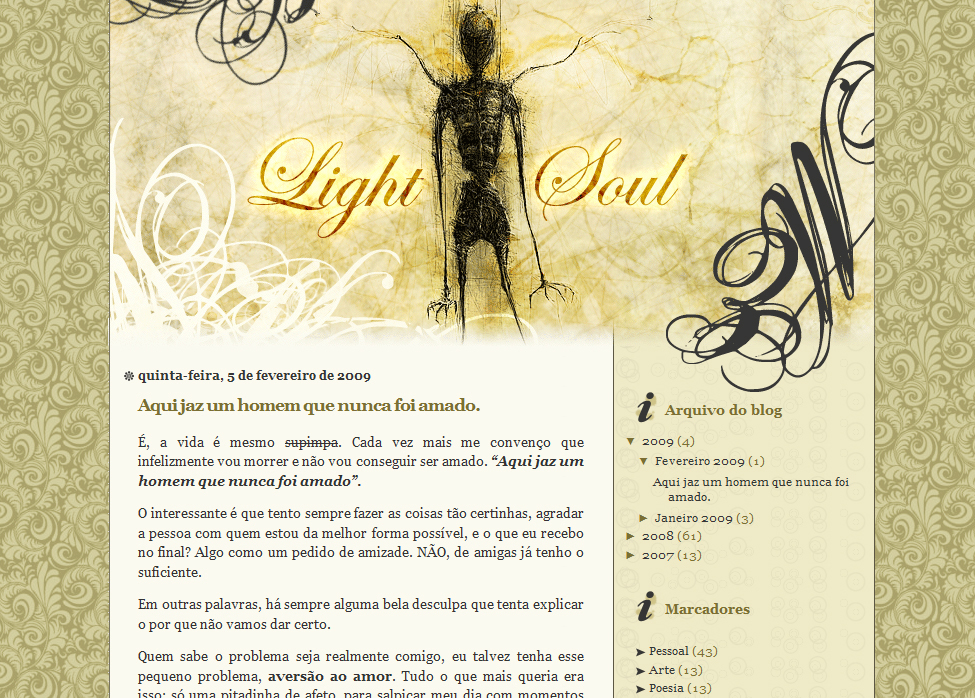 Light Soul
quinta-feira, 5 de fevereiro de 2009
Aqui jaz um homem que nunca foi amado.
É, a vida é mesmo supimpa. Cada vez mais me convenço que
infelizmente vou morrer e não vou conseguir ser amado. “Aqui jaz um
homem que nunca foi amado”.
O interessante é que tento sempre fazer as coisas tão certinhas, agradar
a pessoa com quem estou da melhor forma possível, e o que eu recebo
no final? Algo como um pedido de amizade. NÃO, de amigas já tenho o
suficiente.
Em outras palavras, há sempre alguma bela desculpa que tenta explicar
o por que não vamos dar certo.
Quem sabe o problema seja realmente comigo, eu talvez tenha esse
pequeno problema, aversão ao amor. Tudo o que mais queria era
isso; só uma pitadinha de afeto, para salpicar meu dia com momentos
i Arquivo do blog
▼ 2009 (4)
▼ Fevereiro 2009 (1)
Aqui jaz um homem que nunca foi
amado.
► Janeiro 2009 (3)
► 2008 (61)
► 2007 (13)
i Marcadores
Pessoal (43)
Arte (13)
Poesia (13)